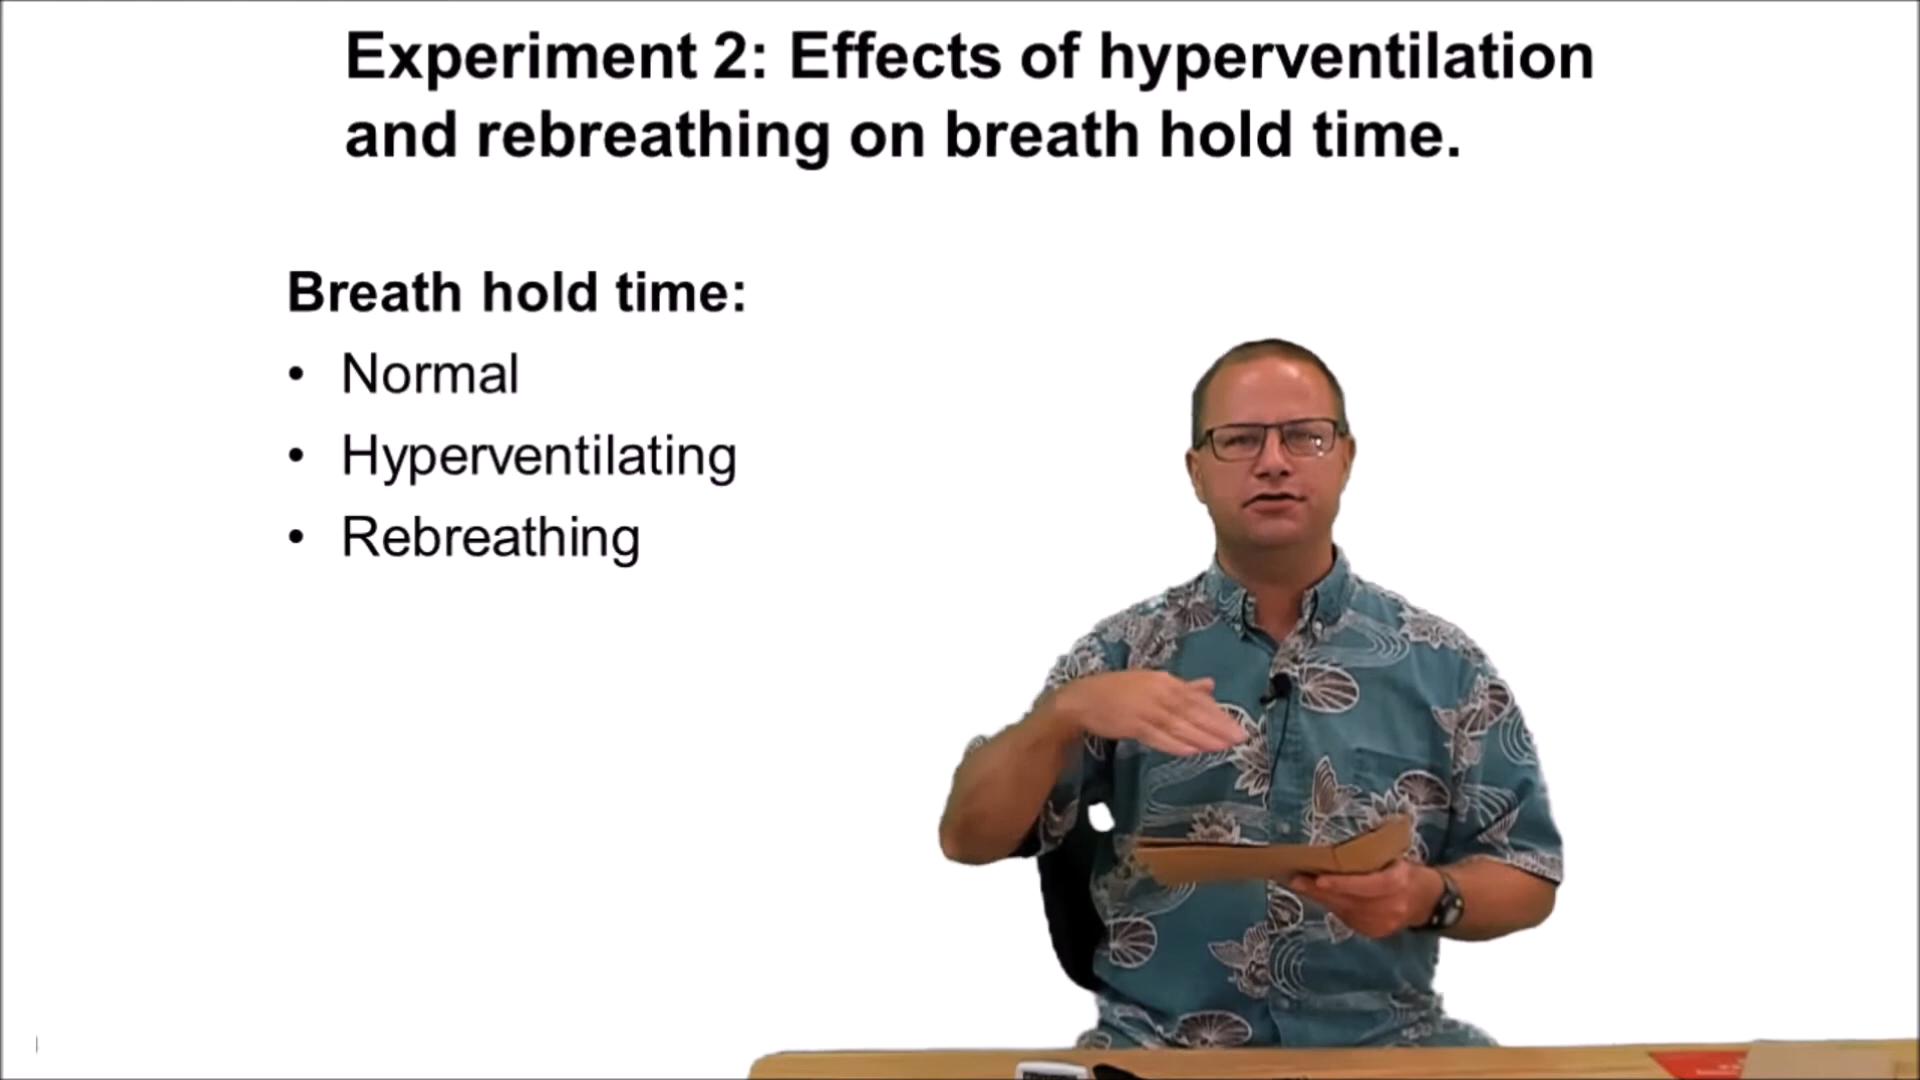 Experiment 2: Effects of hyperventilation
and rebreathing on breath hold time.
Breath hold time:
• Normal
• Hyperventilating
• Rebreathing